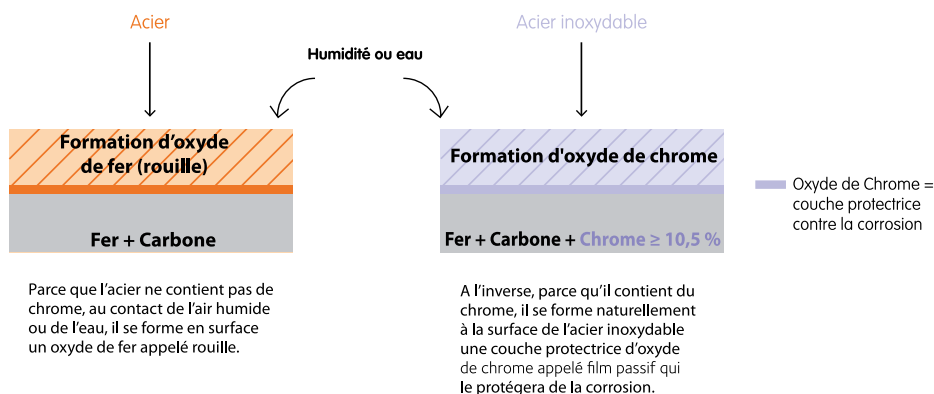 Acier
Acier inoxydable
Humidité ou eau
Formation d'oxyde
de fer (rouille)
Fer + Carbone
Formation d'oxyde de chrome
Fer + Carbone + Chrome ≥ 10,5 %
Oxyde de Chrome =
couche protectrice
contre la corrosion
Parce que l'acier ne contient pas de
chrome, au contact de l'air humide
ou de l'eau, il se forme en surface
un oxyde de fer appelé rouille.
A l'inverse, parce qu'il contient du
chrome, il se forme naturellement
à la surface de l'acier inoxydable
une couche protectrice d'oxyde
de chrome appelé film passif qui
le protégera de la corrosion.